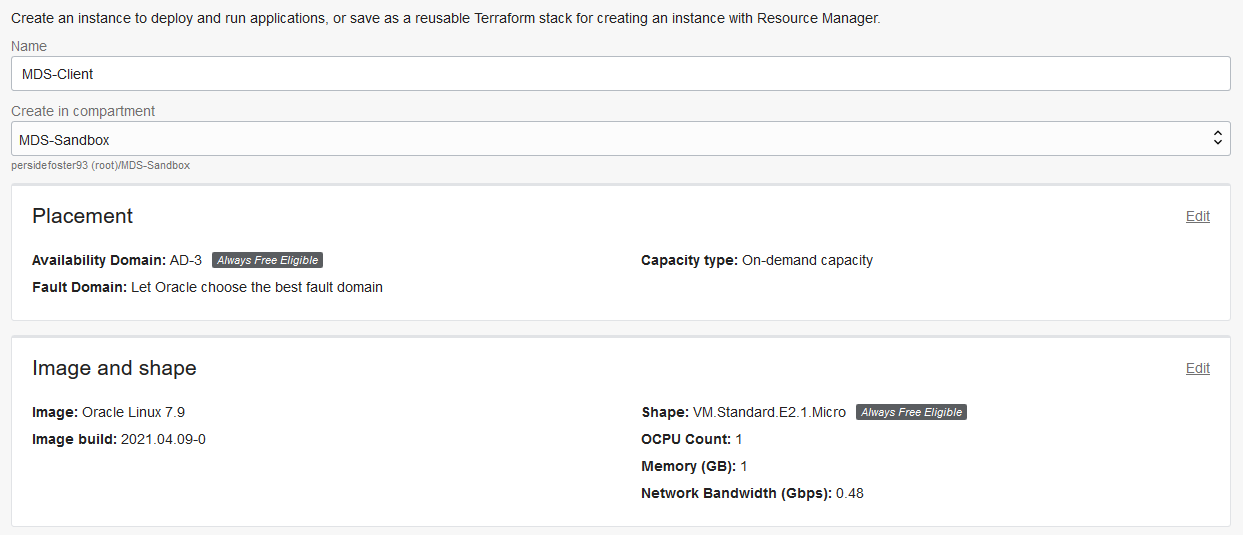 Create an instance to deploy and run applications, or save as a reusable Terraform stack for creating an instance with Resource Manager.
Name
MDS-Client
Create in compartment
MDS-Sandbox
persidefoster93 (root)/MDS-Sandbox
Placement
Edit
Availability Domain: AD-3 Always Free Eligible
Capacity type: On-demand capacity
Fault Domain: Let Oracle choose the best fault domain
Image and shape
Edit
Image: Oracle Linux 7.9
Image build: 2021.04.09-0
Shape: VM.Standard.E2.1.Micro Always Free Eligible
OCPU Count: 1
Memory (GB): 1
Network Bandwidth (Gbps): 0.48